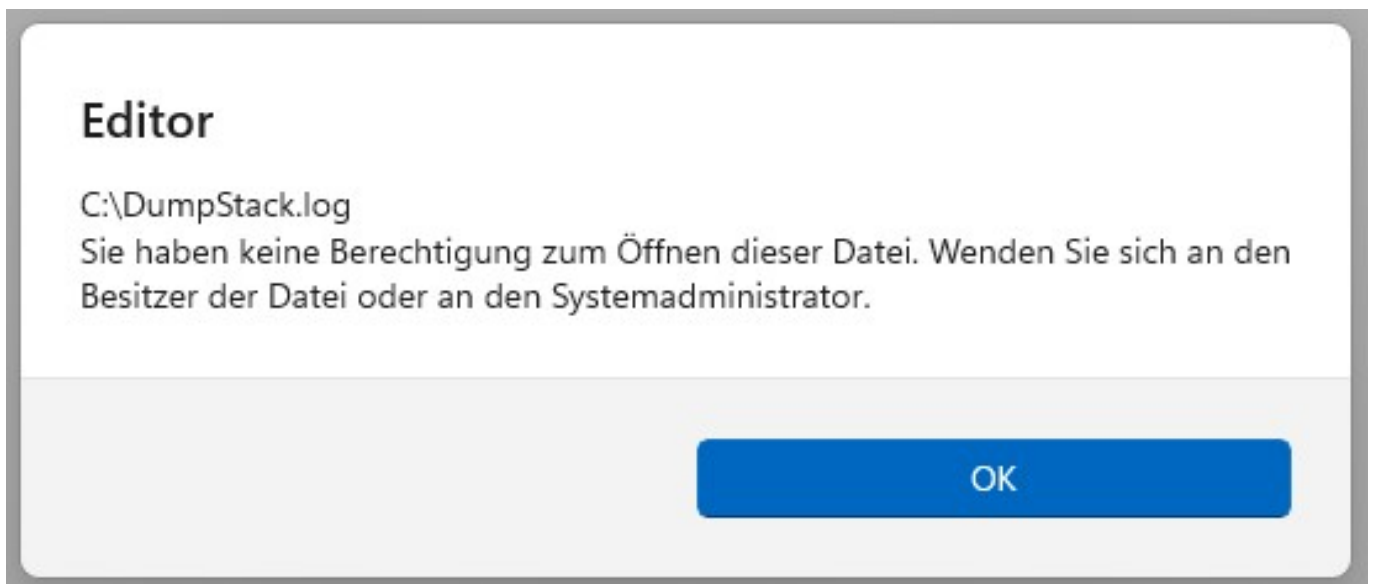 Editor
C:\DumpStack.log
Sie haben keine Berechtigung zum Öffnen dieser Datei. Wenden Sie sich an den
Besitzer der Datei oder an den Systemadministrator.
OK